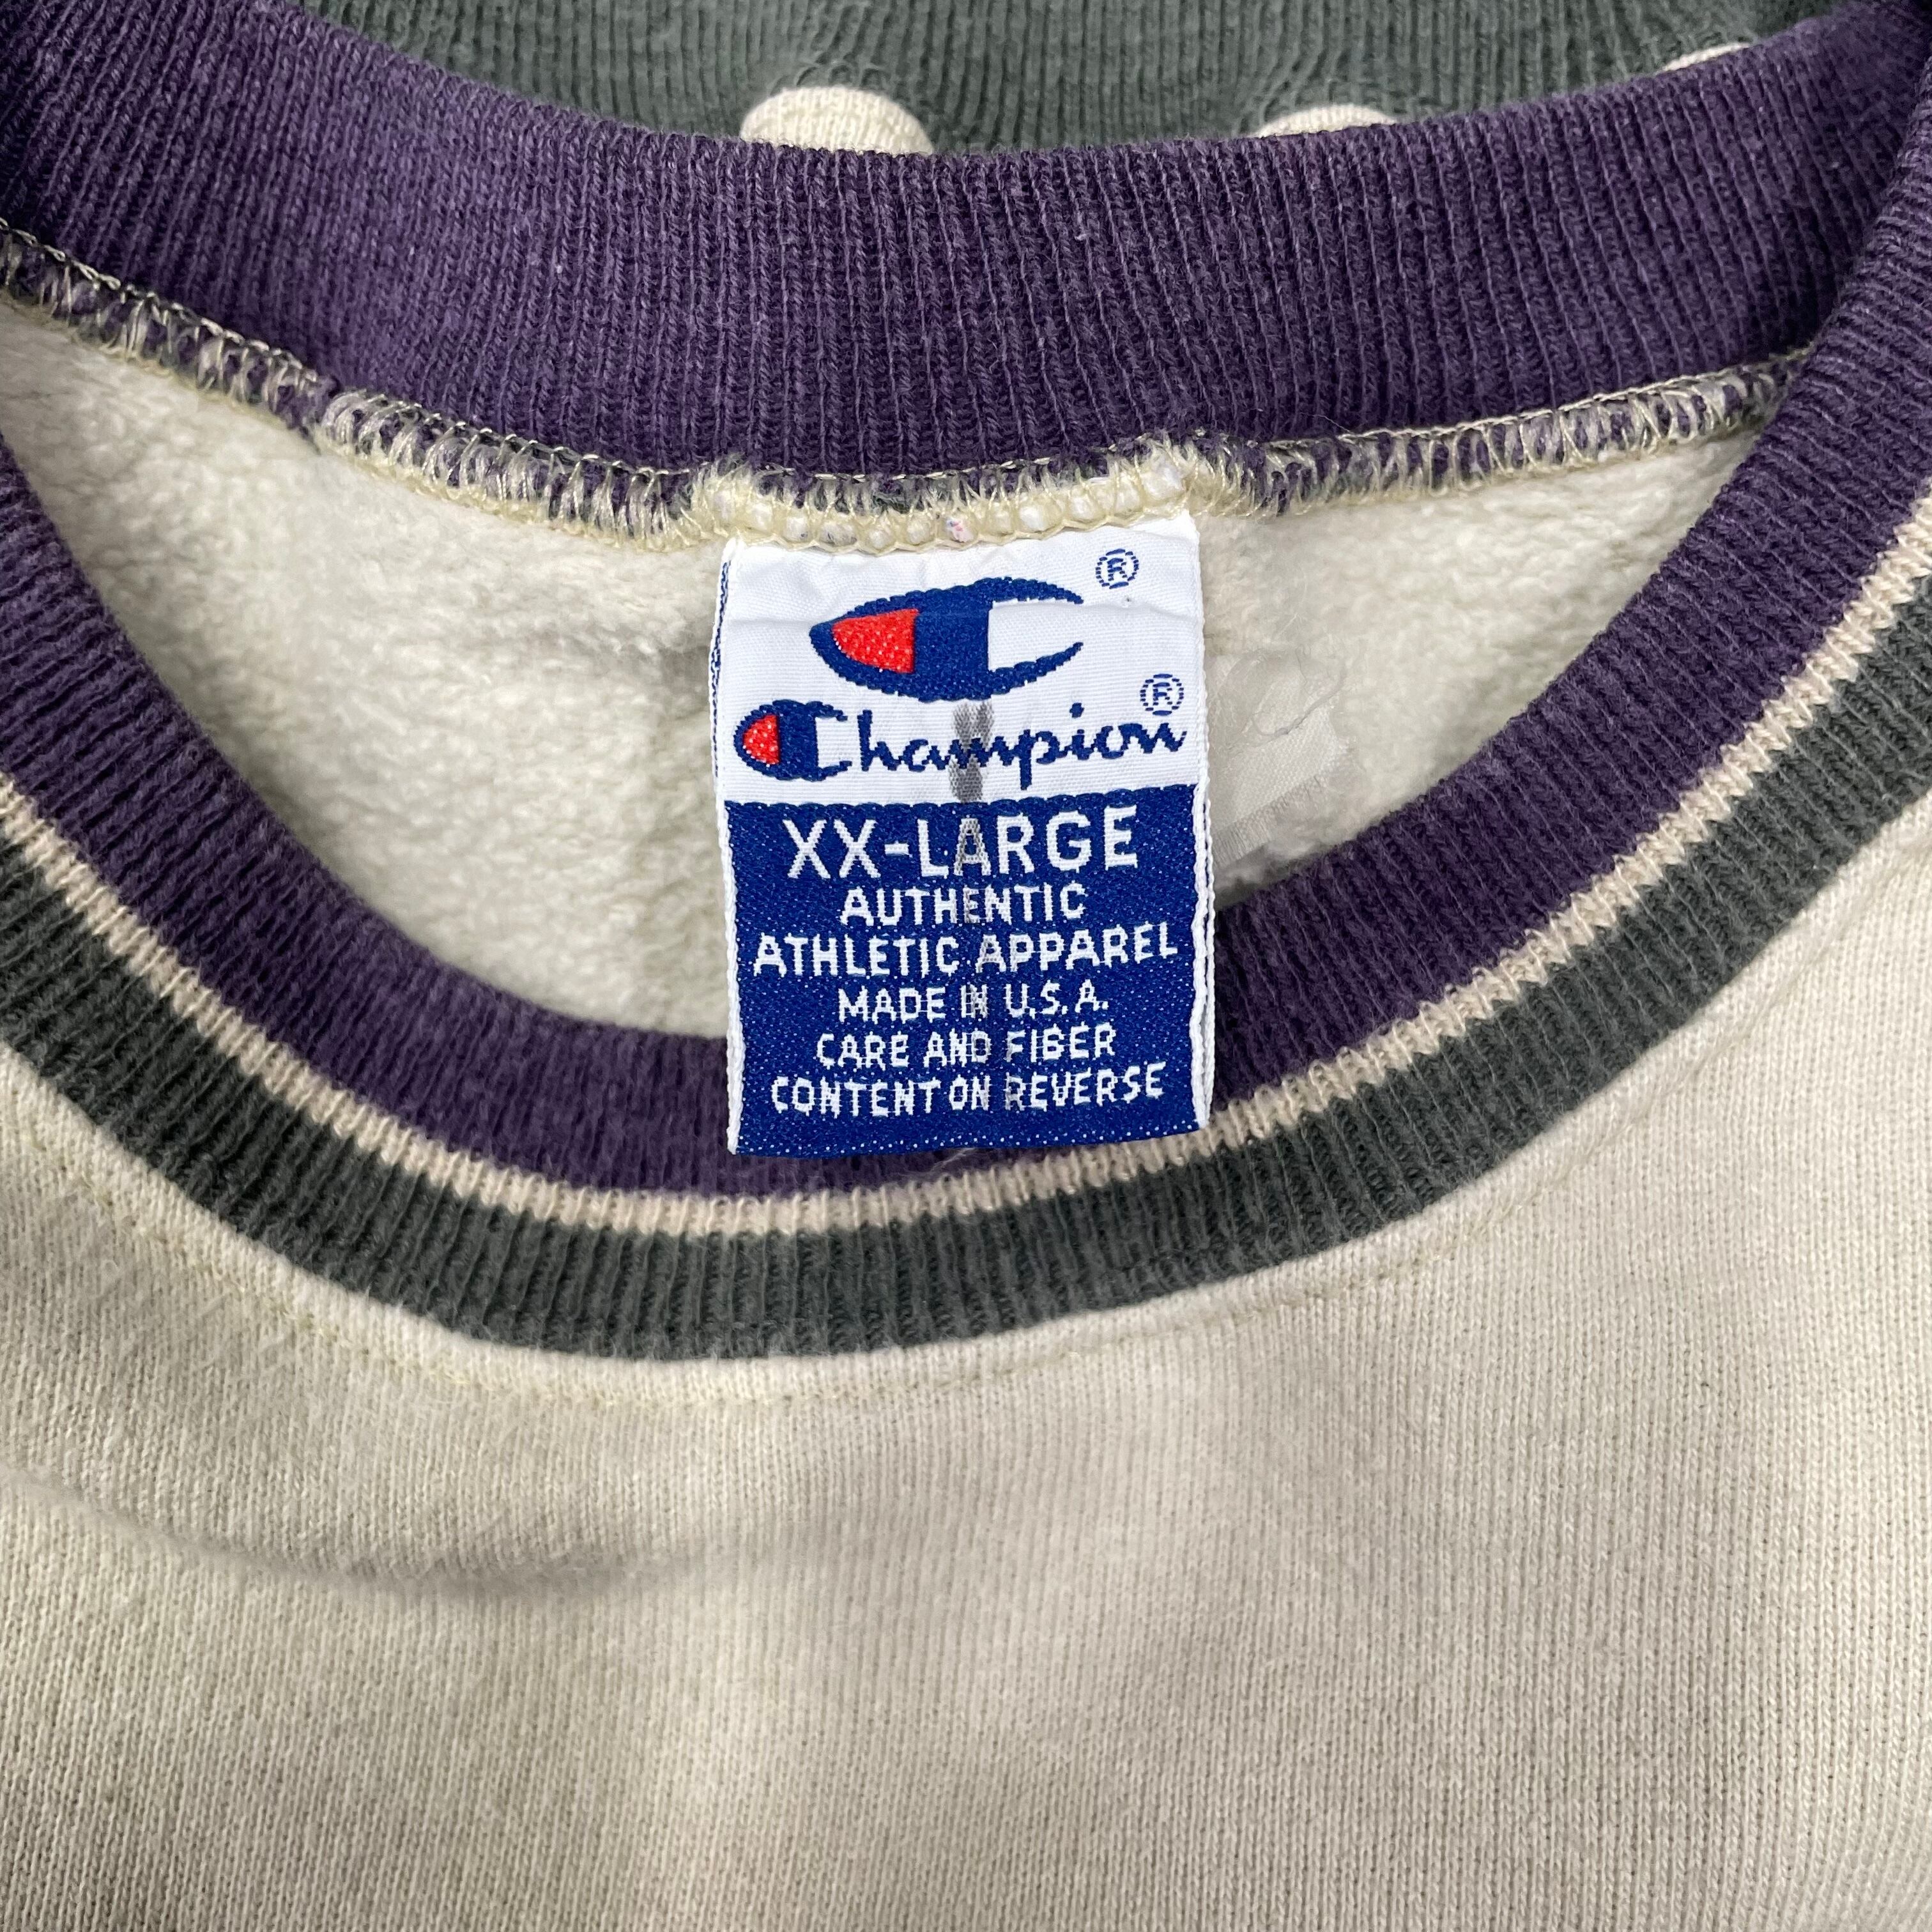 ®
Champion®
XX-LARGE
AUTHENTIC
ATHLETIC APPAREL
MADE IN U.S.A.
CARE AND FIBER
CONTENT ON REVERSE